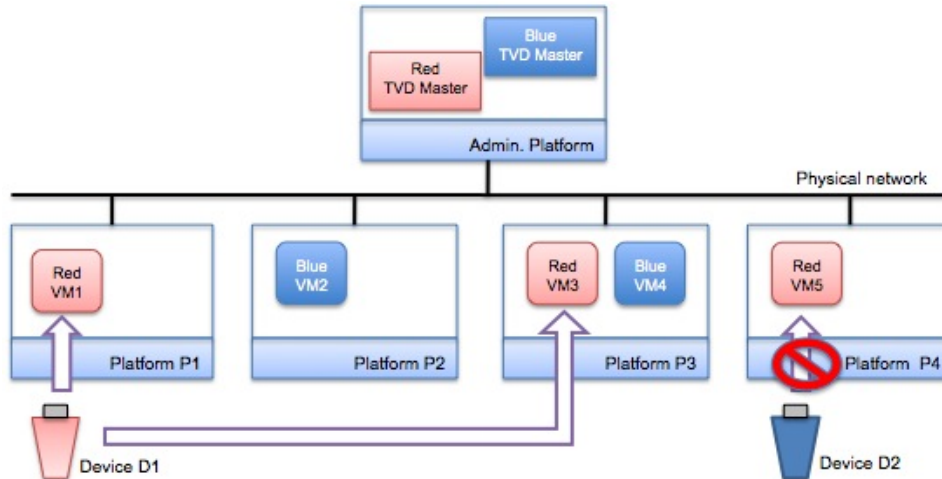 Blue
TVD Master
Red
TVD Master
Admin. Platform
Physical network
Red
VM1
Platform P1
Blue
VM2
Platform P2
Red
VM3
Blue
VM4
Platform P3
Red
VM5
Platform P4
Device D1
Device D2